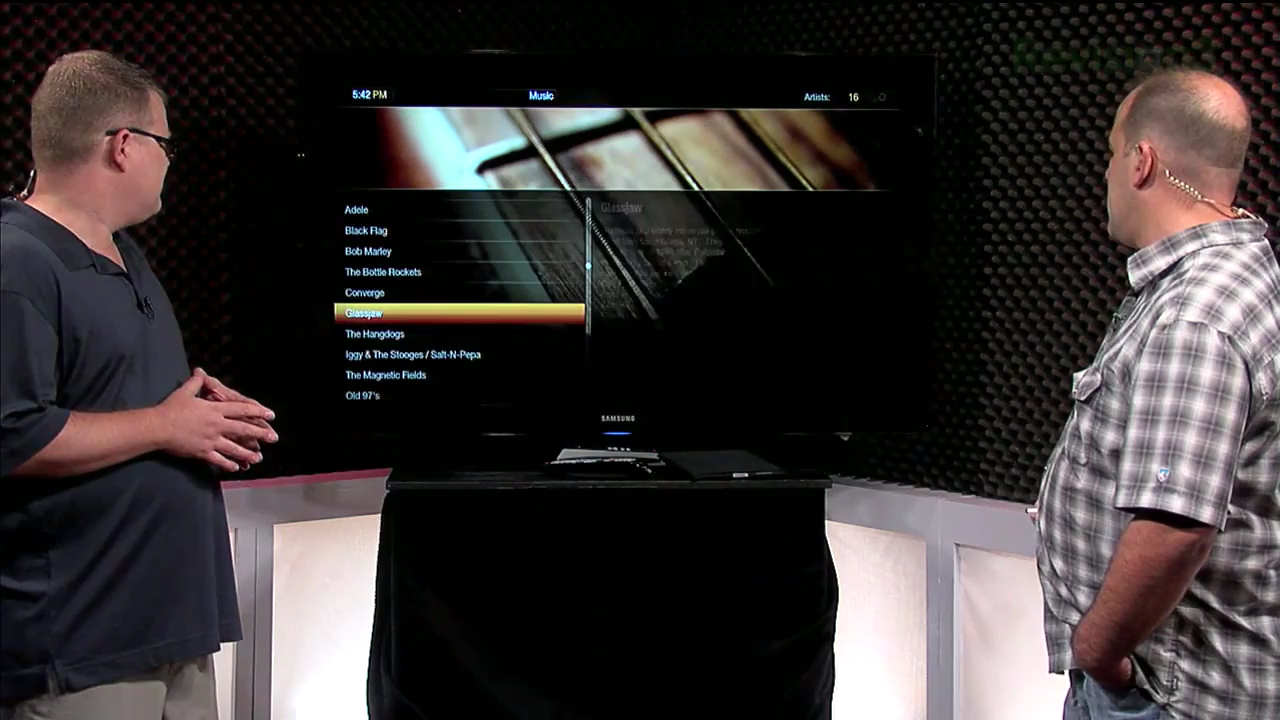 5:42 PM Music Artists: 16
Adele
Black Flag
Bob Marley
The Bottle Rockets
Converge
Glassjaw
The Hangdogs
Iggy & The Stooges / Salt-N-Pepa
The Magnetic Fields
Old 97's
Glassjaw
SAMSUNG